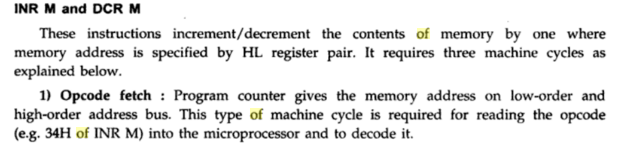 INR M and DCR M
These instructions increment/decrement the contents of memory by one where
memory address is specified by HL register pair. It requires three machine cycles as
explained below.
1) Opcode fetch : Program counter gives the memory address on low-order and
high-order address bus. This type of machine cycle is required for reading the opcode
(e.g. 34H of INR M) into the microprocessor and to decode it.